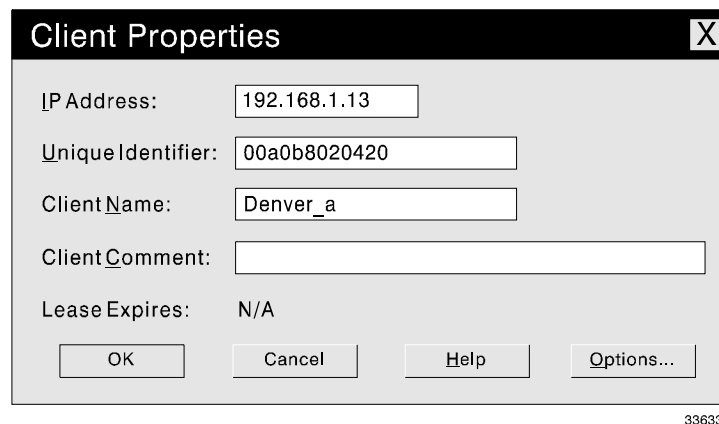 Client Properties X
IP Address: 192.168.1.13
Unique Identifier: 00a0b8020420
Client Name: Denver_a
Client Comment:
Lease Expires: N/A
OK Cancel Help Options...
33633